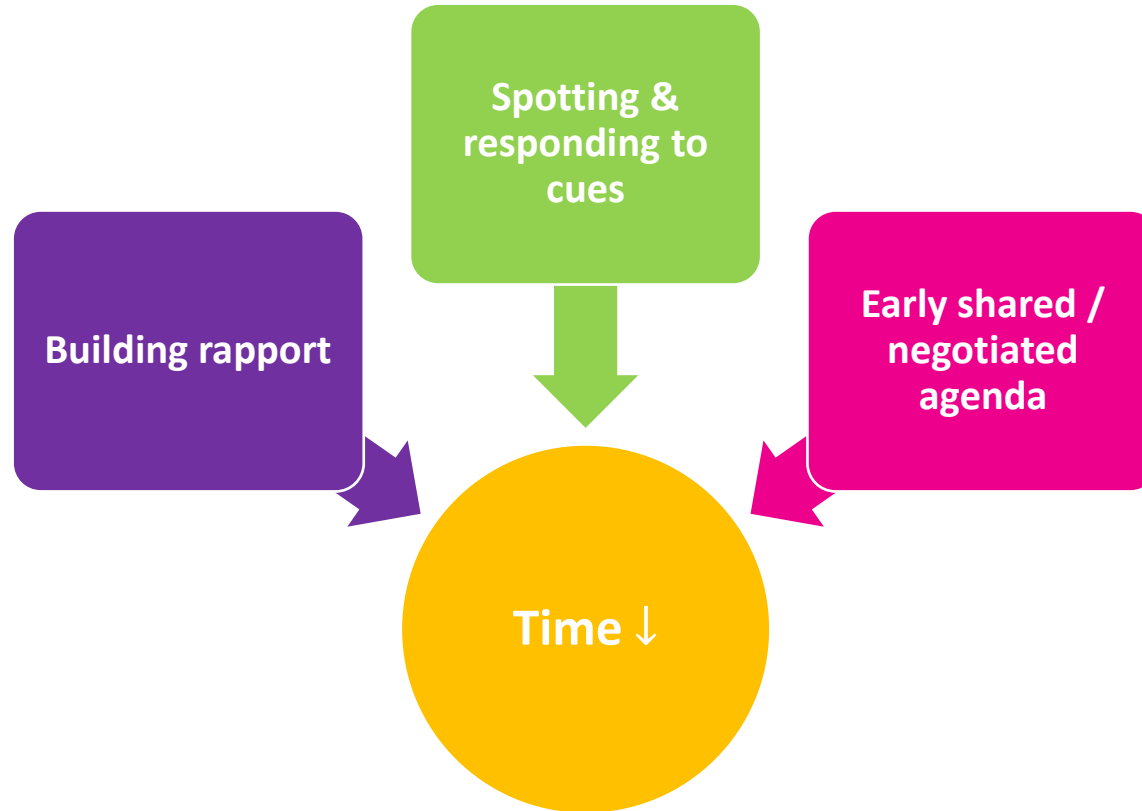 Spotting &
responding to
cues
Building rapport
Early shared /
negotiated
agenda
Time ↓